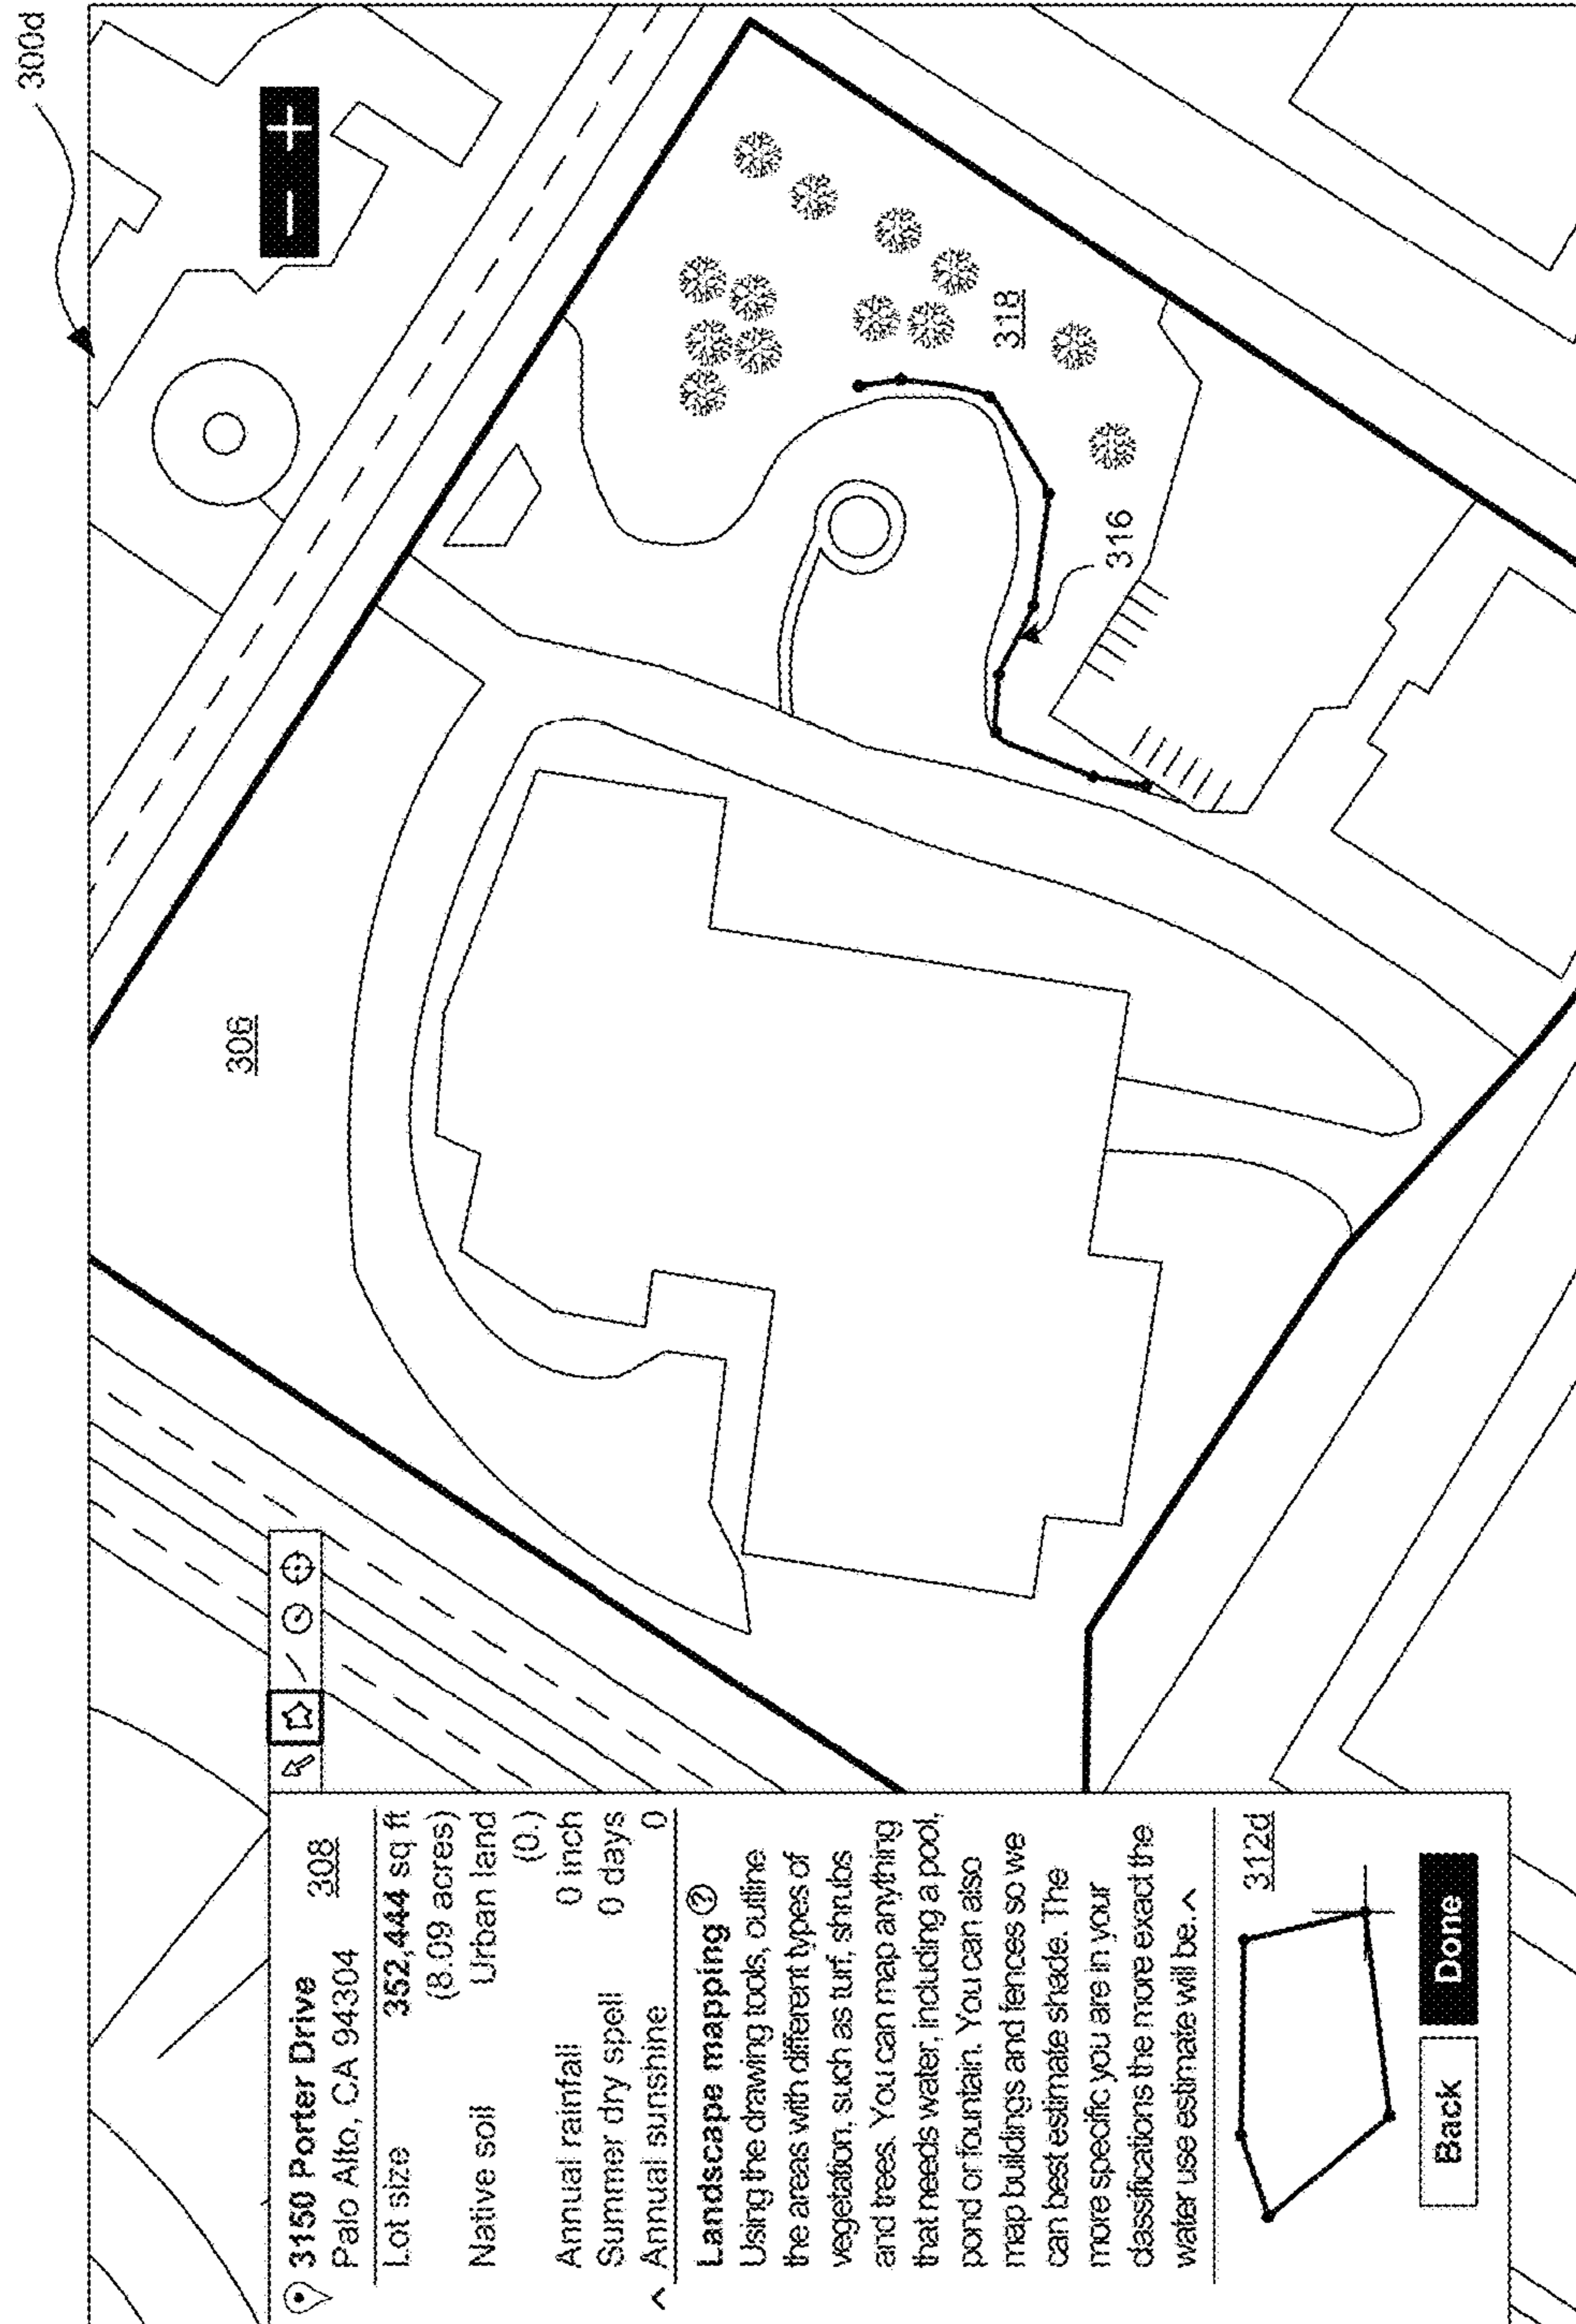 300d
− +
306
318
316
3150 Porter Drive
Palo Alto, CA 94304
308
Lot size 352,444 sq ft
(8.09 acres)
Native soil Urban land
(0.)
Annual rainfall 0 inch
Summer dry spell 0 days
^ Annual sunshine 0
Landscape mapping ?
Using the drawing tools, outline
the areas with different types of
vegetation, such as turf, shrubs
and trees. You can map anything
that needs water, including a pool,
pond or fountain. You can also
map buildings and fences so we
can best estimate shade. The
more specific you are in your
classifications the more exact the
water use estimate will be. ^
312d
Back Done